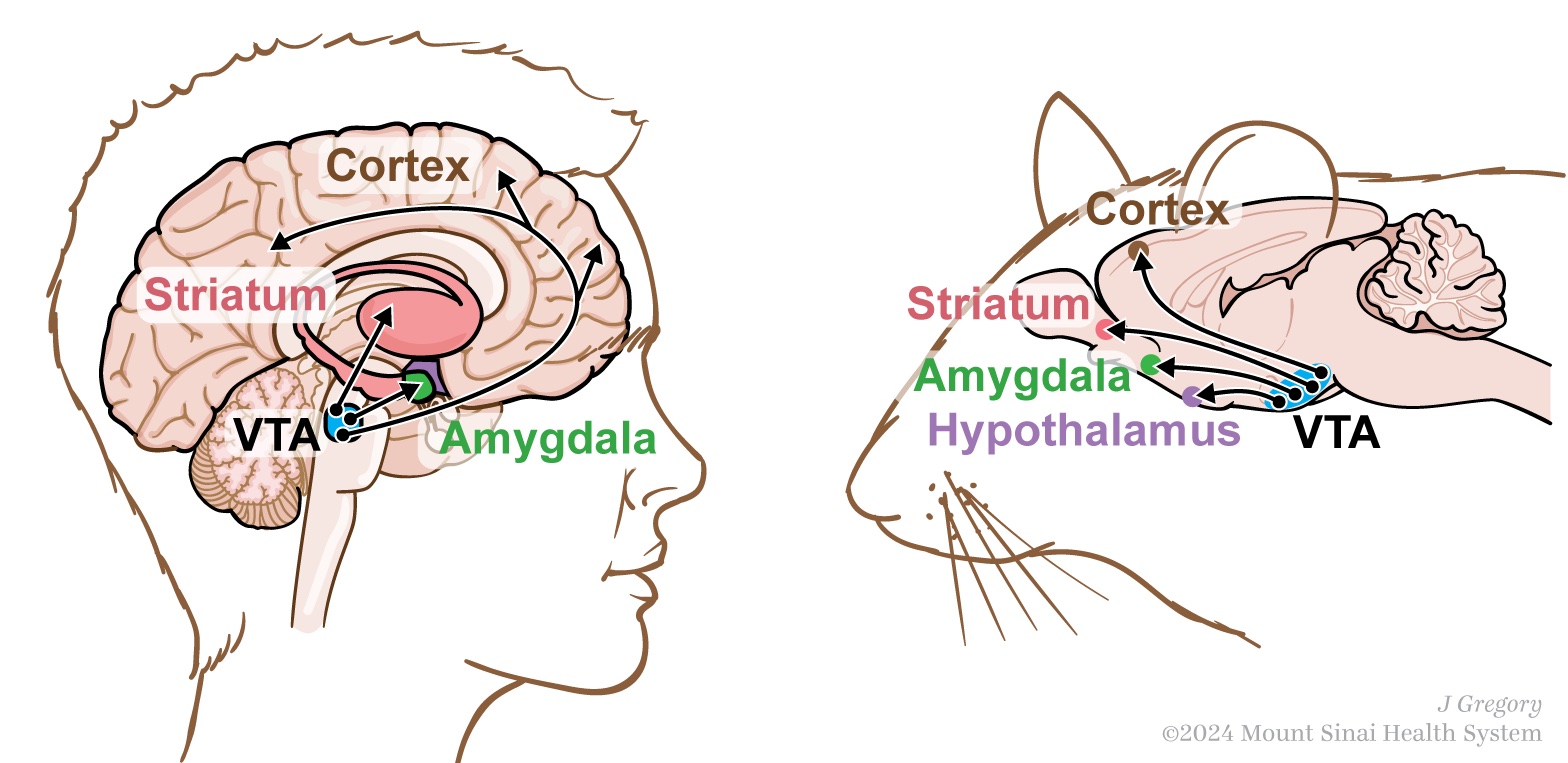 Cortex
Striatum
VTA
Amygdala
Cortex
Striatum
Amygdala
Hypothalamus
VTA
J Gregory
©2024 Mount Sinai Health System